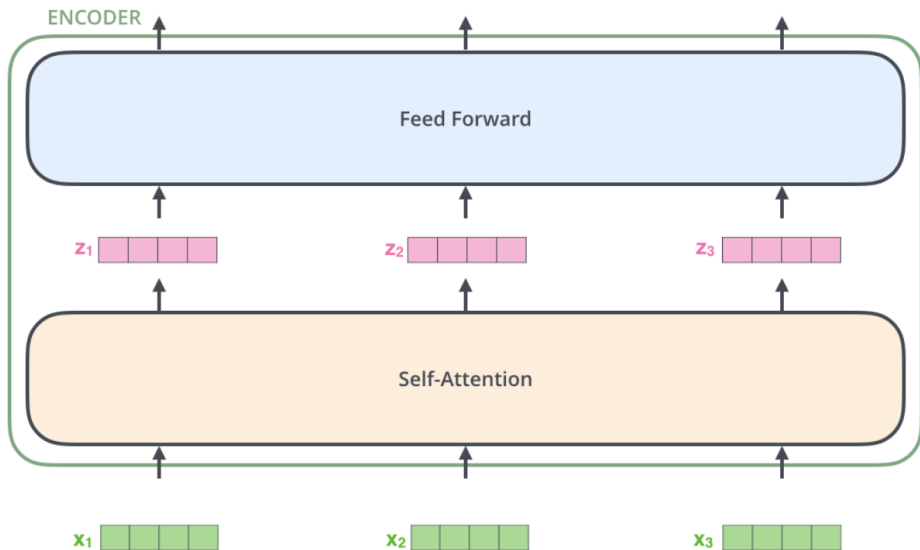 ENCODER
Feed Forward
z₁ z₂ z₃
Self-Attention
x₁ x₂ x₃